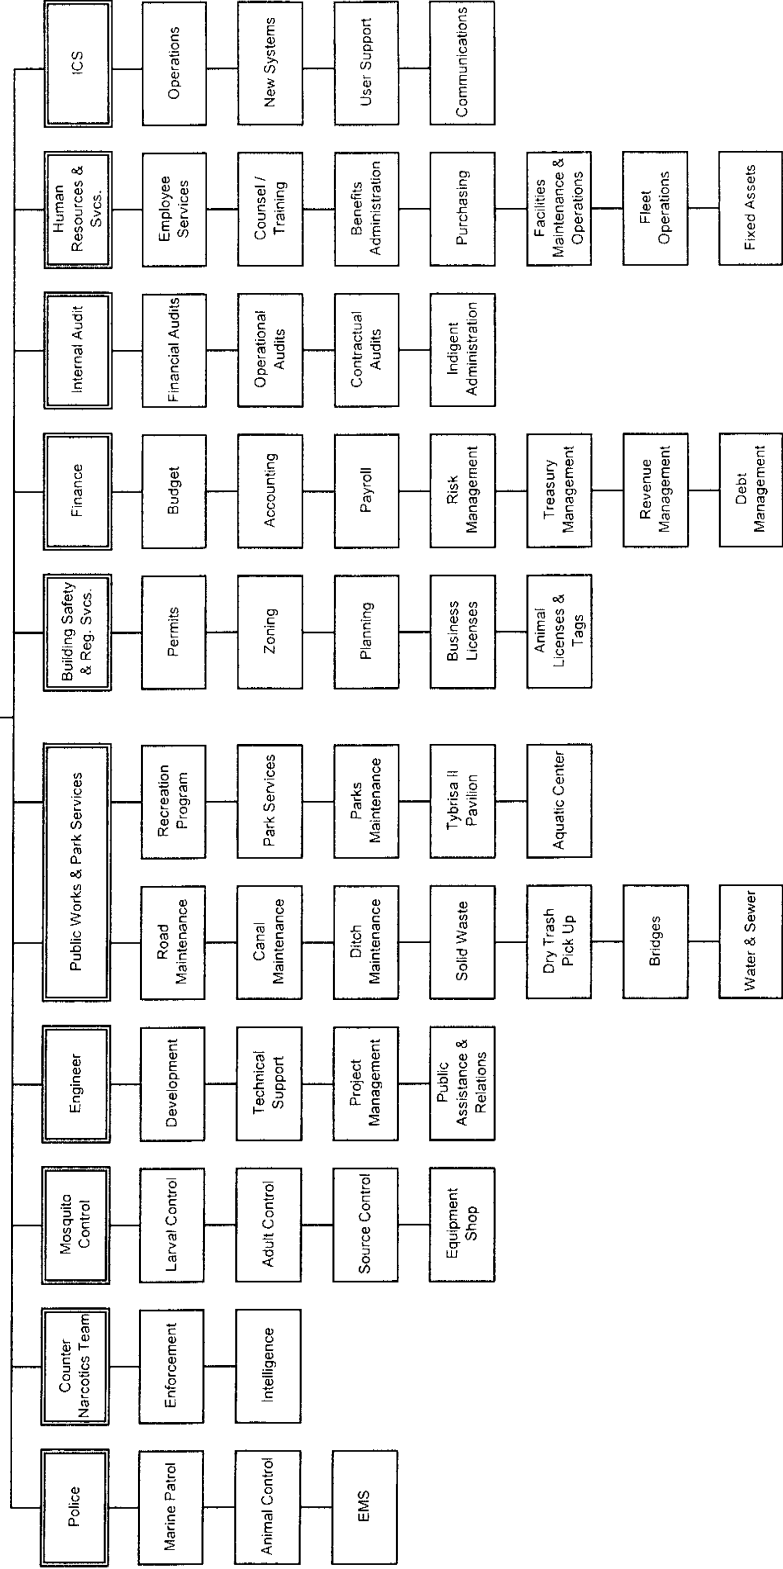 Police
Marine Patrol
Animal Control
EMS
Counter
Narcotics Team
Enforcement
Intelligence
Mosquito
Control
Larval Control
Adult Control
Source Control
Equipment
Shop
Engineer
Development
Technical
Support
Project
Management
Public
Assistance &
Relations
Public Works & Park Services
Road
Maintenance
Canal
Maintenance
Ditch
Maintenance
Solid Waste
Dry Trash
Pick Up
Bridges
Water & Sewer
Recreation
Program
Park Services
Parks
Maintenance
Tybrisa II
Pavilion
Aquatic Center
Building Safety
& Reg. Svcs.
Permits
Zoning
Planning
Business
Licenses
Animal
Licenses &
Tags
Finance
Budget
Accounting
Payroll
Risk
Management
Treasury
Management
Revenue
Management
Debt
Management
Internal Audit
Financial Audits
Operational
Audits
Contractual
Audits
Indigent
Administration
Human
Resources &
Svcs.
Employee
Services
Counsel /
Training
Benefits
Administration
Purchasing
Facilities
Maintenance &
Operations
Fleet
Operations
Fixed Assets
ICS
Operations
New Systems
User Support
Communications